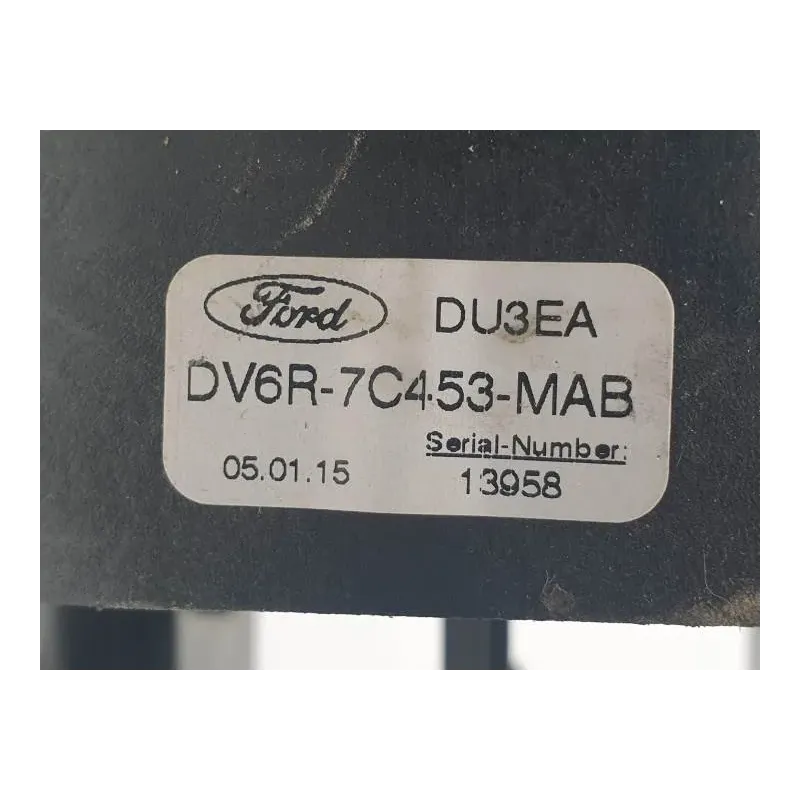 Ford DU3EA
DV6R-7C453-MAB
Serial-Number:
05.01.15 13958